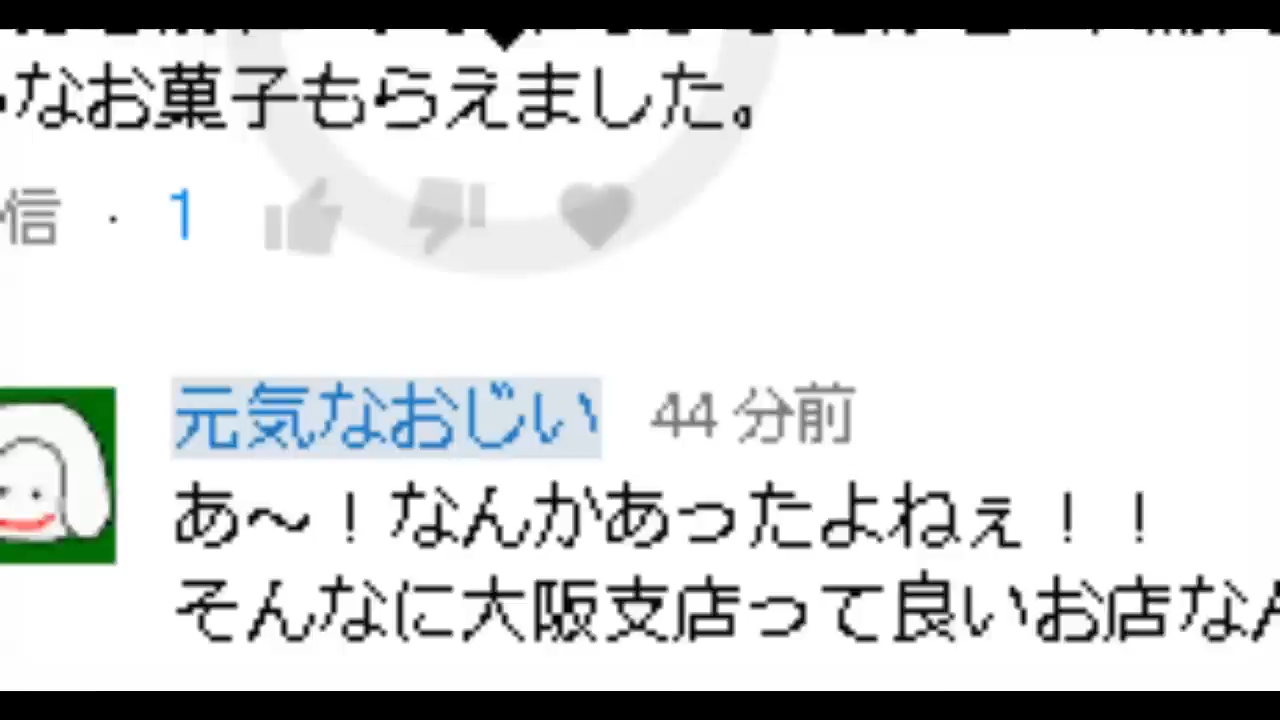 なお菓子もらえました。
信 · 1
元気なおじい 44 分前
あ～！なんかあったよねぇ！！
そんなに大阪支店って良いお店なん